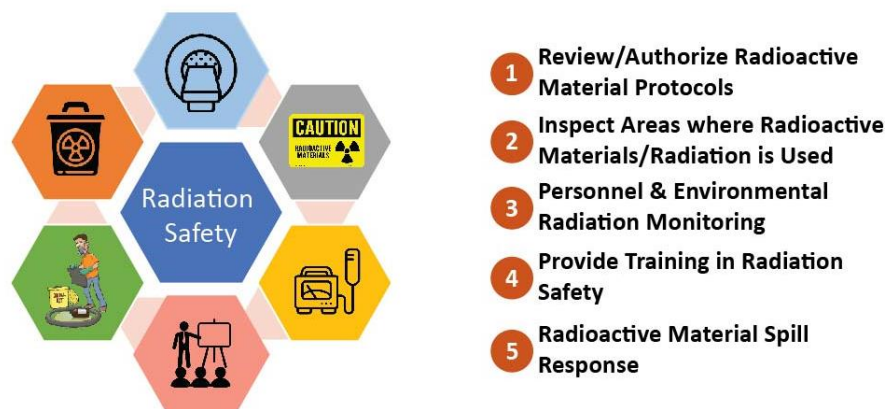 Radiation
Safety
CAUTION
RADIOACTIVE
MATERIALS
1
Review/Authorize Radioactive
Material Protocols
2
Inspect Areas where Radioactive
Materials/Radiation is Used
3
Personnel & Environmental
Radiation Monitoring
4
Provide Training in Radiation
Safety
5
Radioactive Material Spill
Response